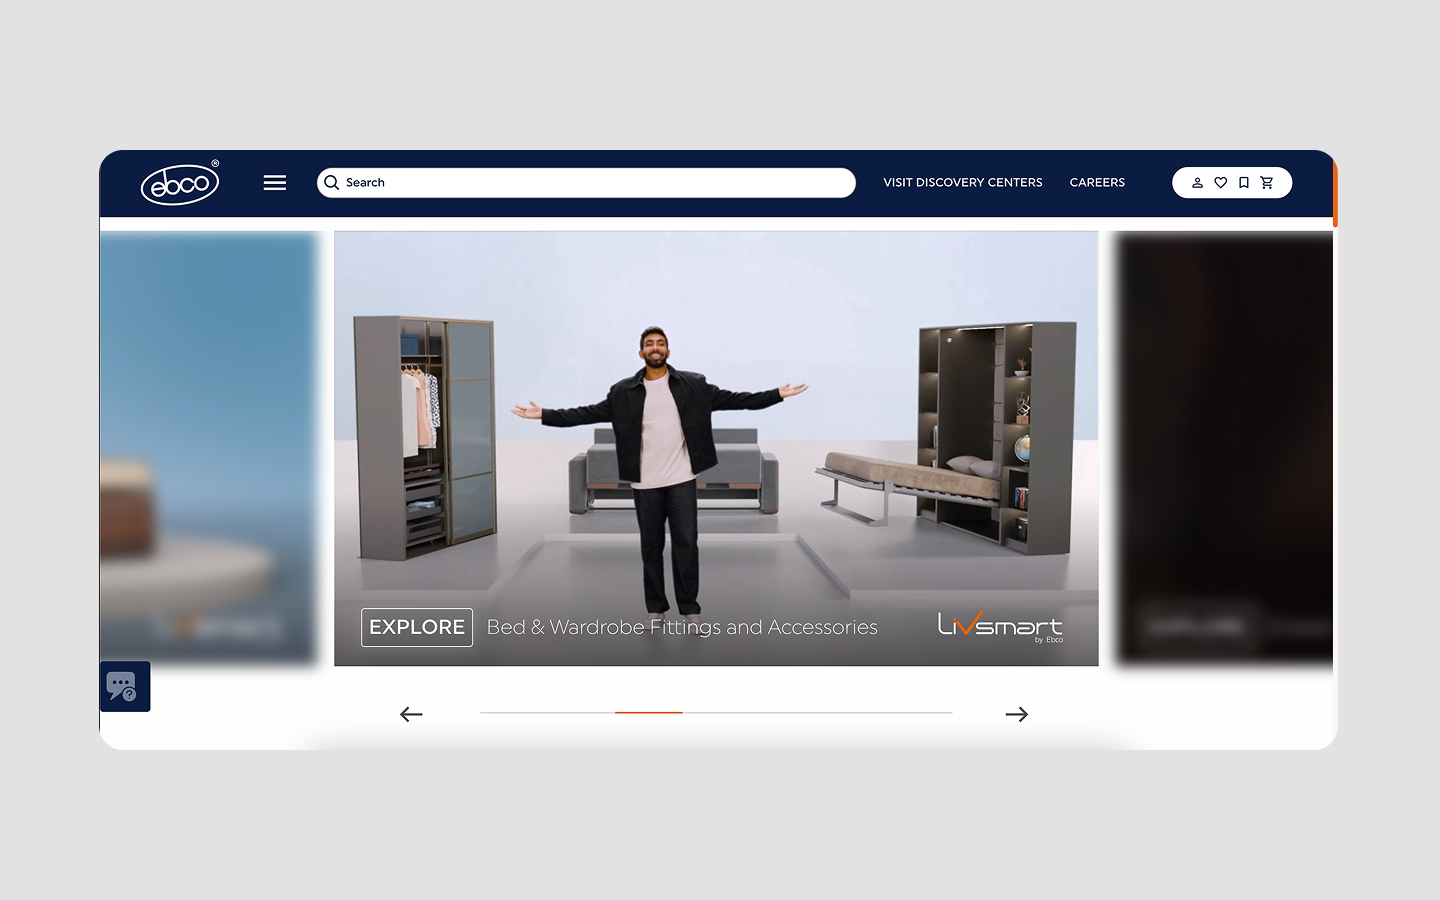 ebco®
Search
VISIT DISCOVERY CENTERS
CAREERS
EXPLORE
Bed & Wardrobe Fittings and Accessories
Livsmart
by Ebco
?